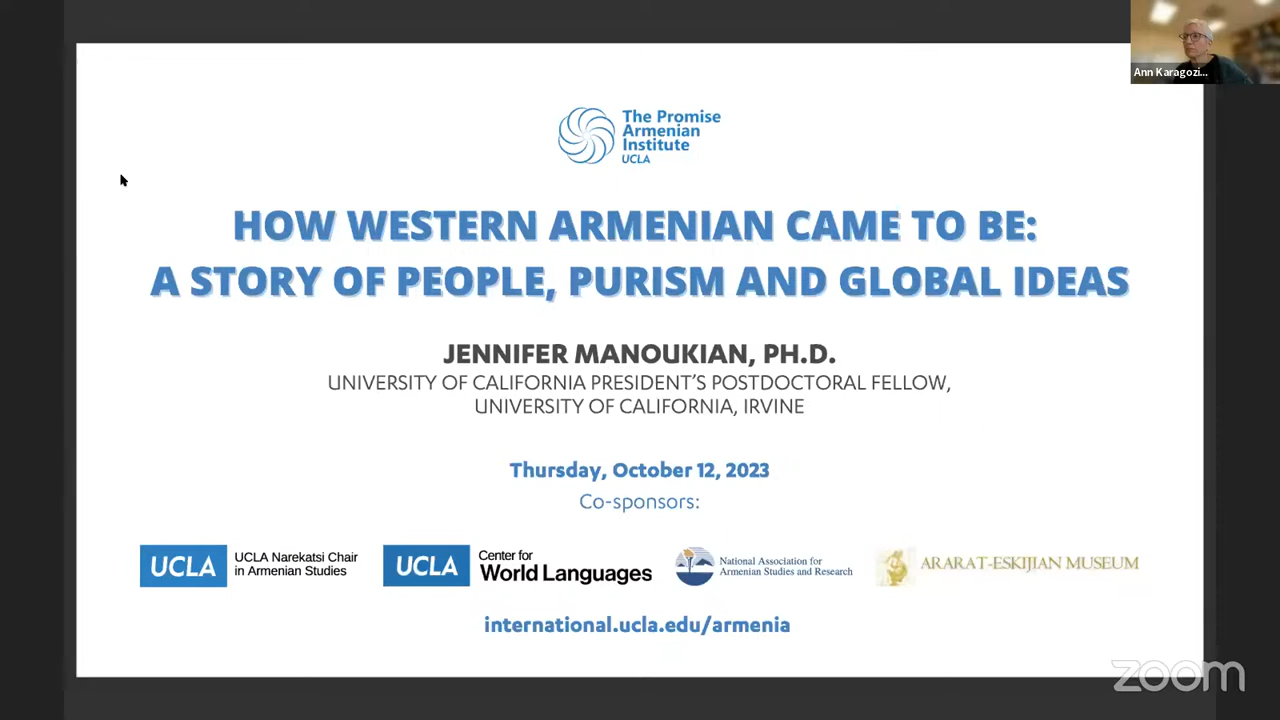 Ann Karagozi...
The Promise
Armenian
Institute
UCLA
HOW WESTERN ARMENIAN CAME TO BE:
A STORY OF PEOPLE, PURISM AND GLOBAL IDEAS
JENNIFER MANOUKIAN, PH.D.
UNIVERSITY OF CALIFORNIA PRESIDENT'S POSTDOCTORAL FELLOW,
UNIVERSITY OF CALIFORNIA, IRVINE
Thursday, October 12, 2023
Co-sponsors:
UCLA
UCLA Narekatsi Chair
in Armenian Studies
UCLA
Center for
World Languages
National Association for
Armenian Studies and Research
ARARAT-ESKIJIAN MUSEUM
international.ucla.edu/armenia
zoom